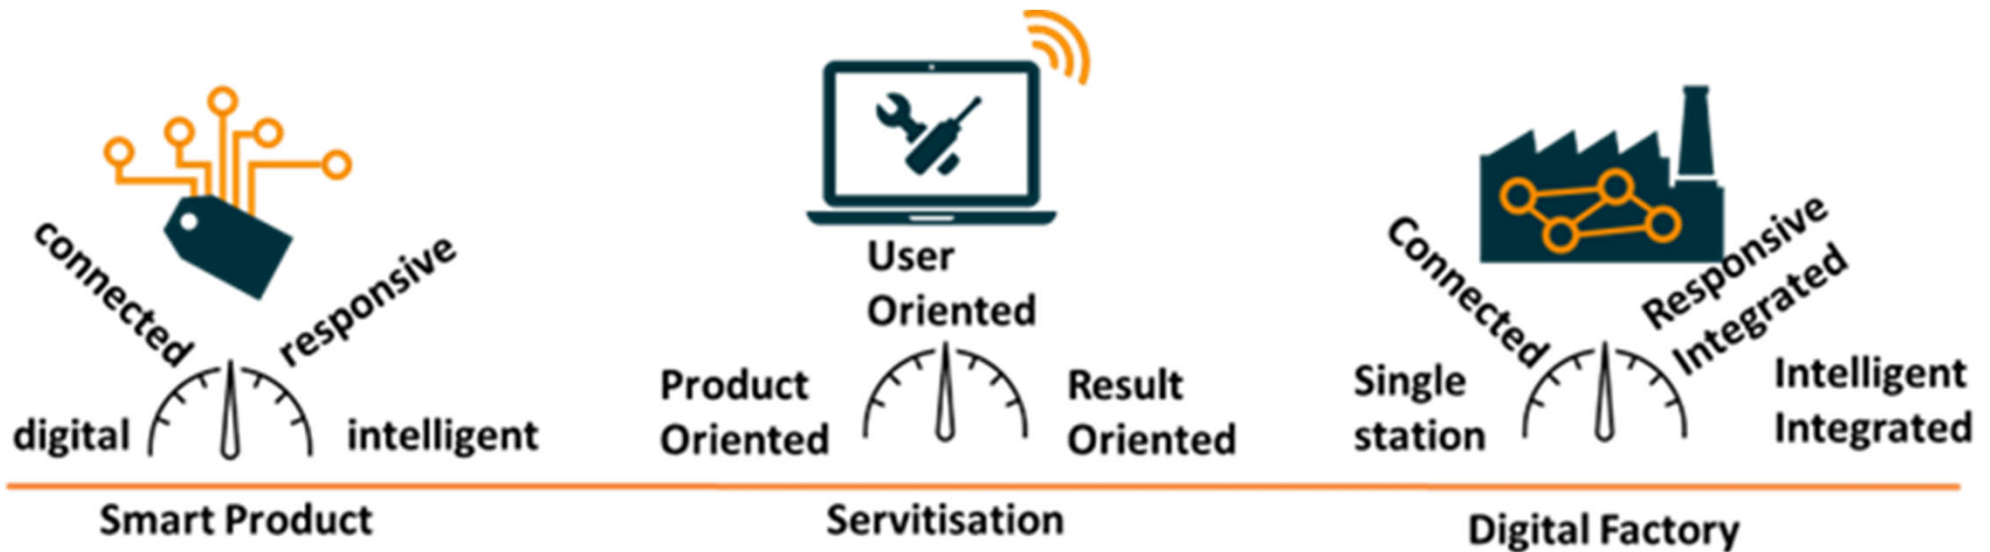 connected
responsive
digital
intelligent
Smart Product
User
Oriented
Product
Oriented
Result
Oriented
Servitisation
Connected
Responsive
Integrated
Single
station
Intelligent
Integrated
Digital Factory